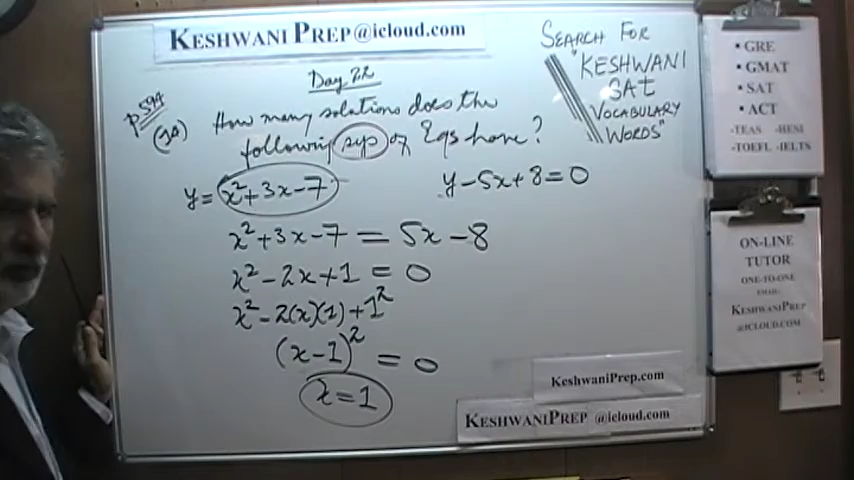 KESHWANIPREP@icloud.com
Day 22
p594
(10)
How many solutions does the
following sys of Eqs have?
y = x²+3x-7
y-5x+8=0
x²+3x-7 = 5x-8
x²-2x+1 = 0
x²-2(x)(1)+1²
(x-1)² = 0
x=1
SEARCH FOR
"KESHWANI
SAT
VOCABULARY
WORDS"
• GRE
• GMAT
• SAT
• ACT
-TEAS -HESI
-TOEFL -IELTS
ON-LINE
TUTOR
ONE-TO-ONE
EMAIL:
KESHWANIPREP
@ICLOUD.COM
KESHWANIPREP.com
KESHWANIPREP @icloud.com